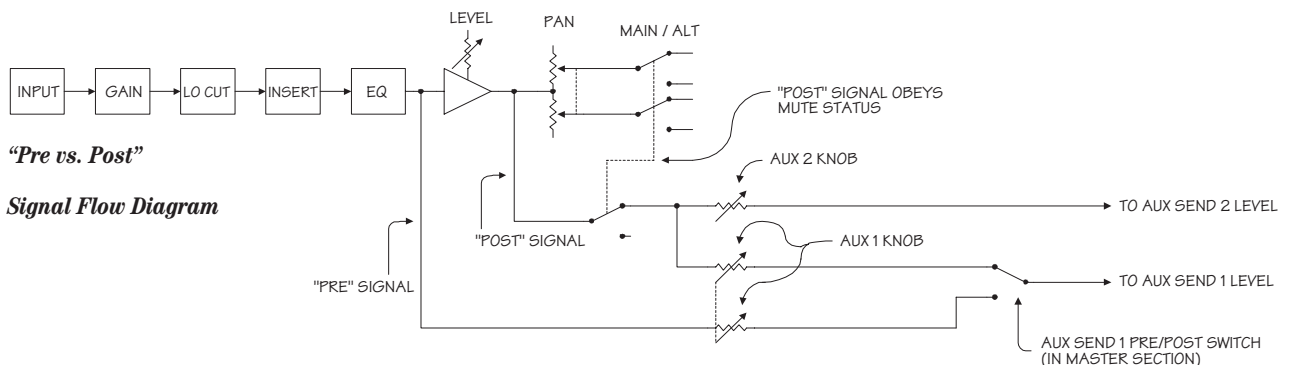 LEVEL
PAN
MAIN / ALT
INPUT
GAIN
LO CUT
INSERT
EQ
"POST" SIGNAL OBEYS
MUTE STATUS
“Pre vs. Post”
Signal Flow Diagram
AUX 2 KNOB
TO AUX SEND 2 LEVEL
"POST" SIGNAL
AUX 1 KNOB
"PRE" SIGNAL
TO AUX SEND 1 LEVEL
AUX SEND 1 PRE/POST SWITCH
(IN MASTER SECTION)